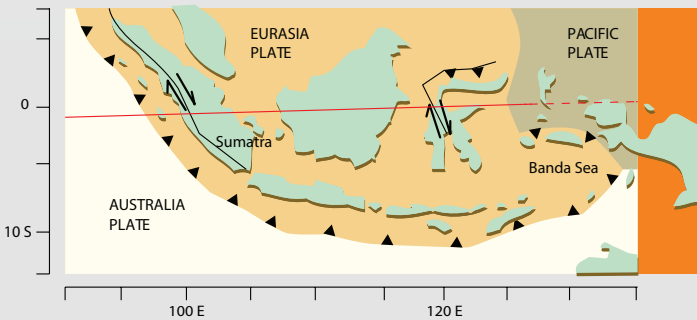 EURASIA
PLATE
PACIFIC
PLATE
0
Sumatra
Banda Sea
AUSTRALIA
PLATE
10 S
100 E
120 E